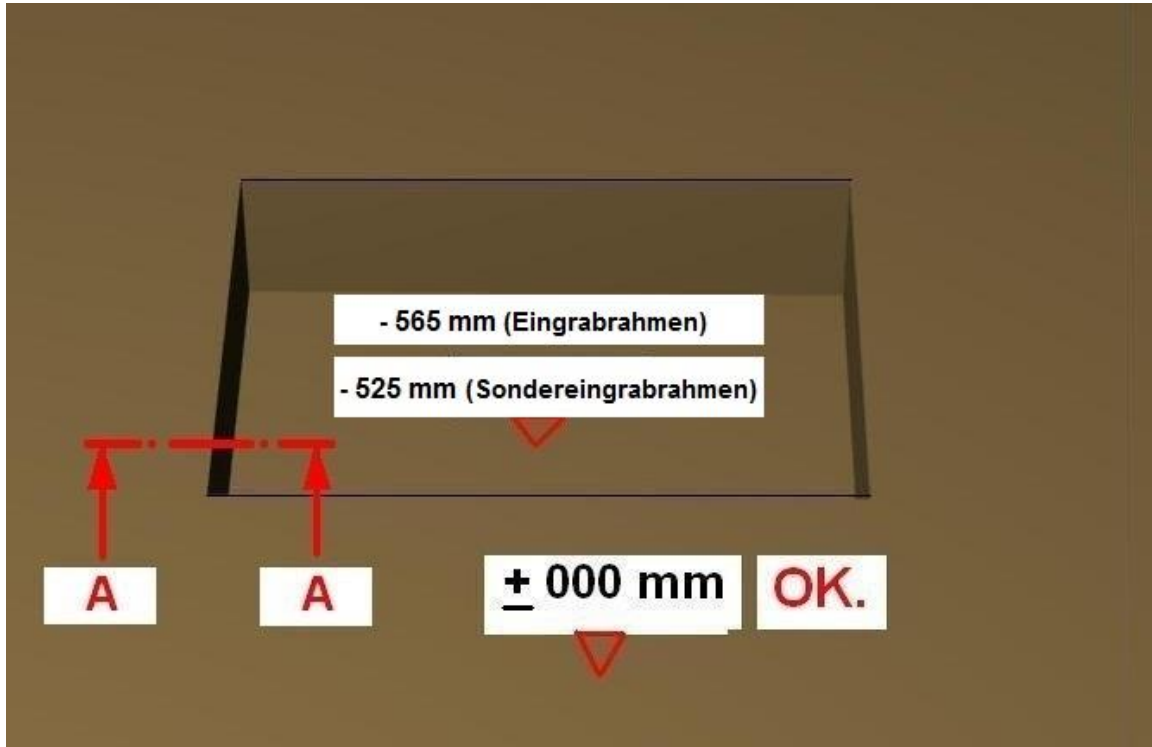 - 565 mm (Eingrabrahmen)
- 525 mm (Sondereingrabrahmen)
A A
± 000 mm OK.